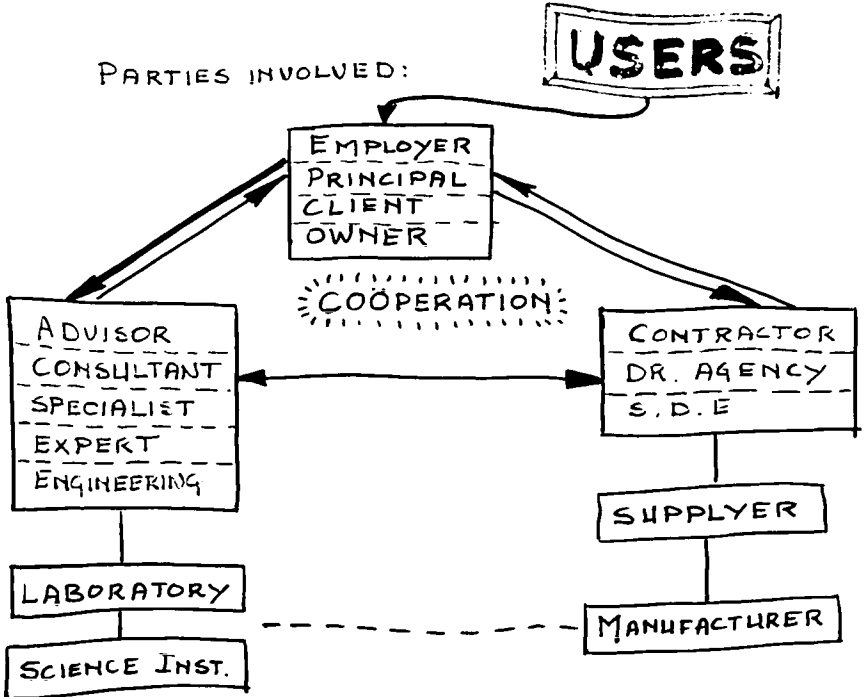 PARTIES INVOLVED:
USERS
EMPLOYER
PRINCIPAL
CLIENT
OWNER
COÖPERATION
ADVISOR
CONSULTANT
SPECIALIST
EXPERT
ENGINEERING
CONTRACTOR
DR. AGENCY
S.D.E
SUPPLYER
LABORATORY
MANUFACTURER
SCIENCE INST.